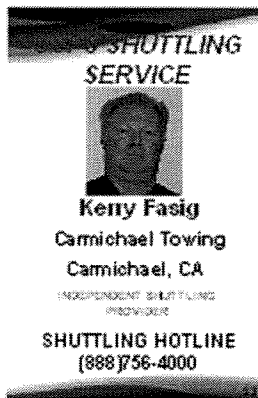 SHUTTLING
SERVICE
Kerry Fasig
Carmichael Towing
Carmichael, CA
INDEPENDENT SHUTTLING
PROVIDER
SHUTTLING HOTLINE
(888)756-4000